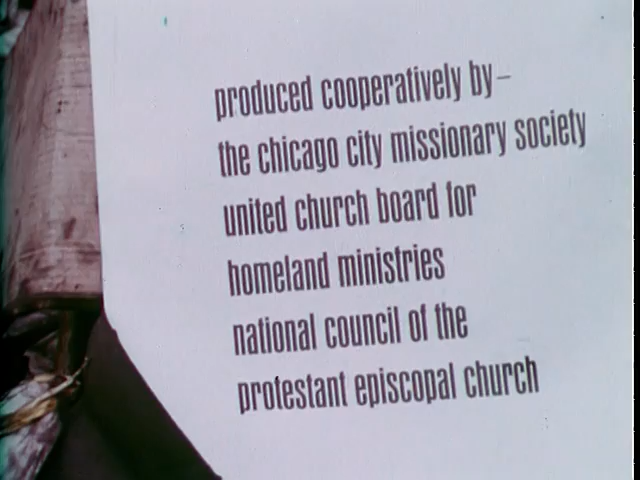 produced cooperatively by–
the chicago city missionary society
united church board for
homeland ministries
national council of the
protestant episcopal church